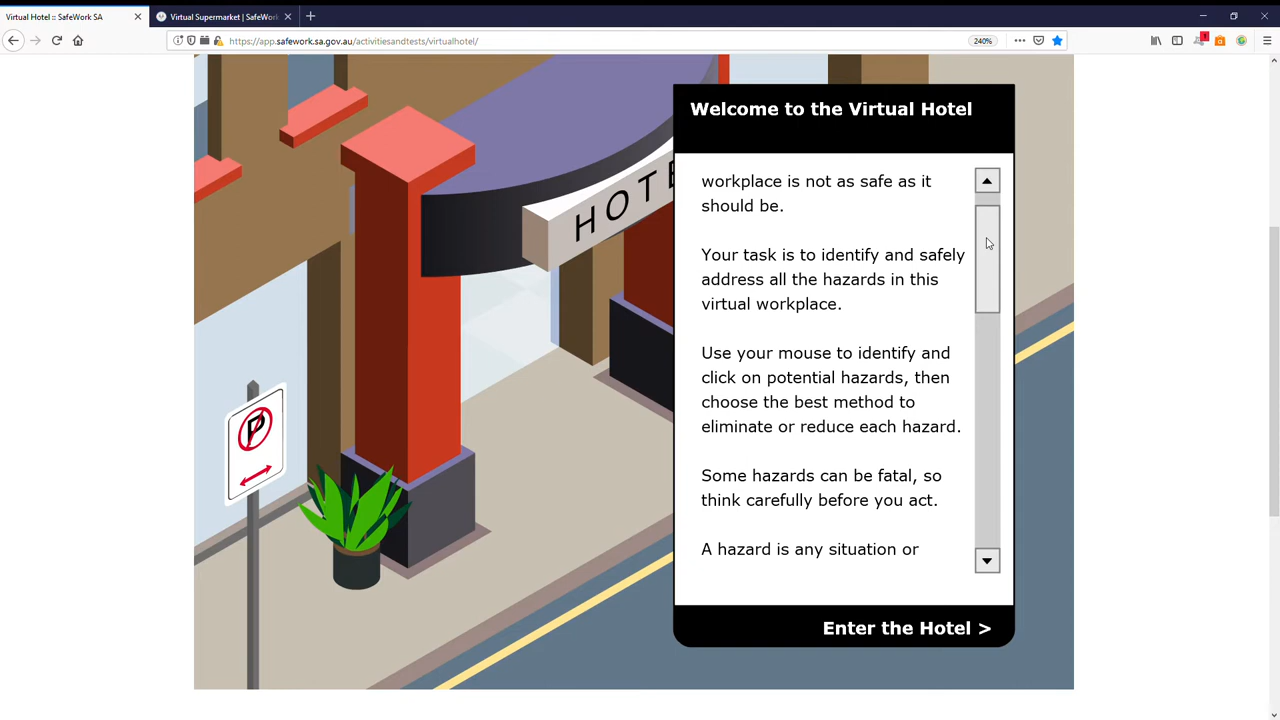 Virtual Hotel :: SafeWork SA
Virtual Supermarket | SafeWork
https://app.safework.sa.gov.au/activitiesandtests/virtualhotel/
240%
Welcome to the Virtual Hotel
workplace is not as safe as it
should be.
Your task is to identify and safely
address all the hazards in this
virtual workplace.
Use your mouse to identify and
click on potential hazards, then
choose the best method to
eliminate or reduce each hazard.
Some hazards can be fatal, so
think carefully before you act.
A hazard is any situation or
Enter the Hotel >
HOTE
P